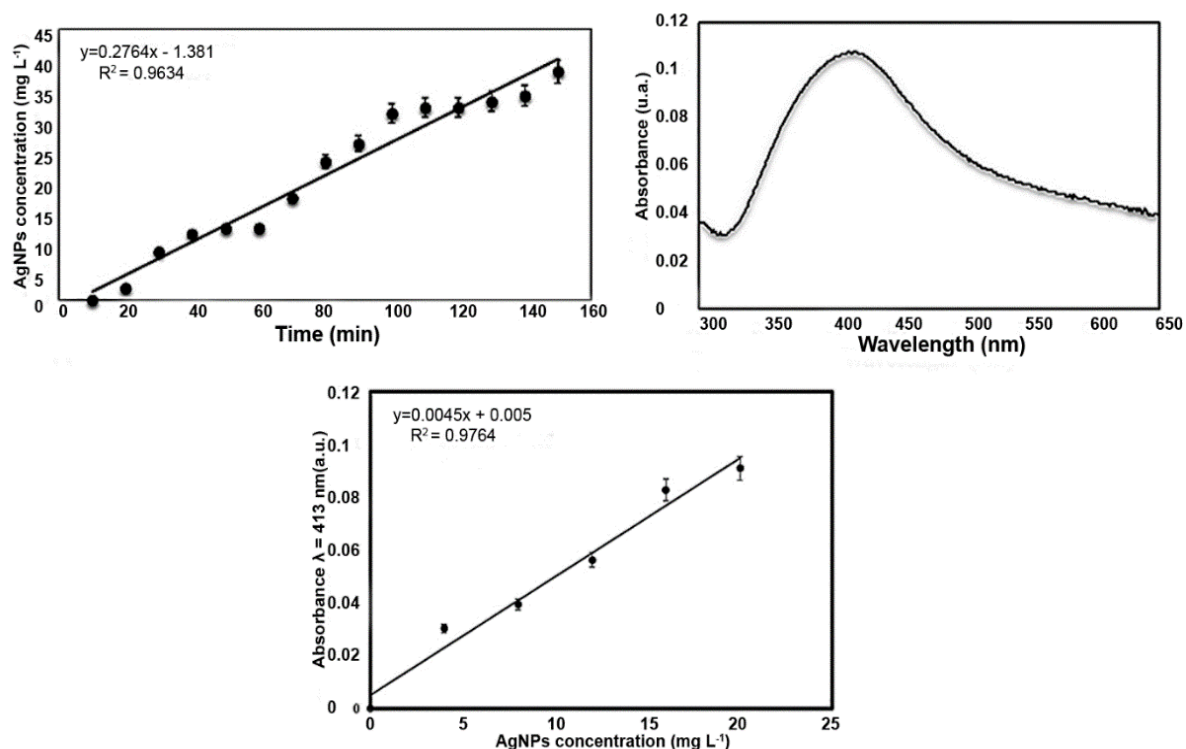 AgNPs concentration (mg L⁻¹)
45
40
35
30
25
20
15
10
5
0
y=0.2764x - 1.381
R² = 0.9634
0 20 40 60 80 100 120 140 160
Time (min)
Absorbance (u.a.)
0.12
0.1
0.08
0.06
0.04
0.02
0
300 350 400 450 500 550 600 650
Wavelength (nm)
Absorbance λ = 413 nm(a.u.)
0.12
0.1
0.08
0.06
0.04
0.02
0
y=0.0045x + 0.005
R² = 0.9764
0 5 10 15 20 25
AgNPs concentration (mg L⁻¹)